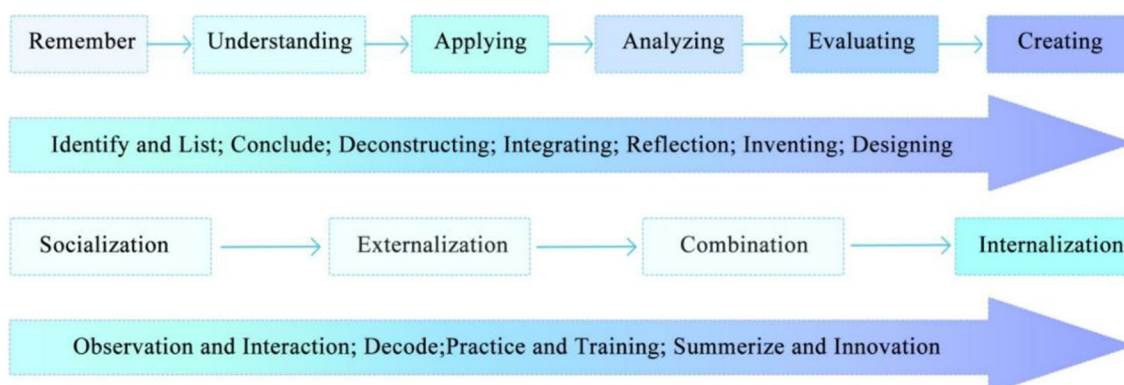 Remember Understanding Applying Analyzing Evaluating Creating
Identify and List; Conclude; Deconstructing; Integrating; Reflection; Inventing; Designing
Socialization Externalization Combination Internalization
Observation and Interaction; Decode;Practice and Training; Summerize and Innovation